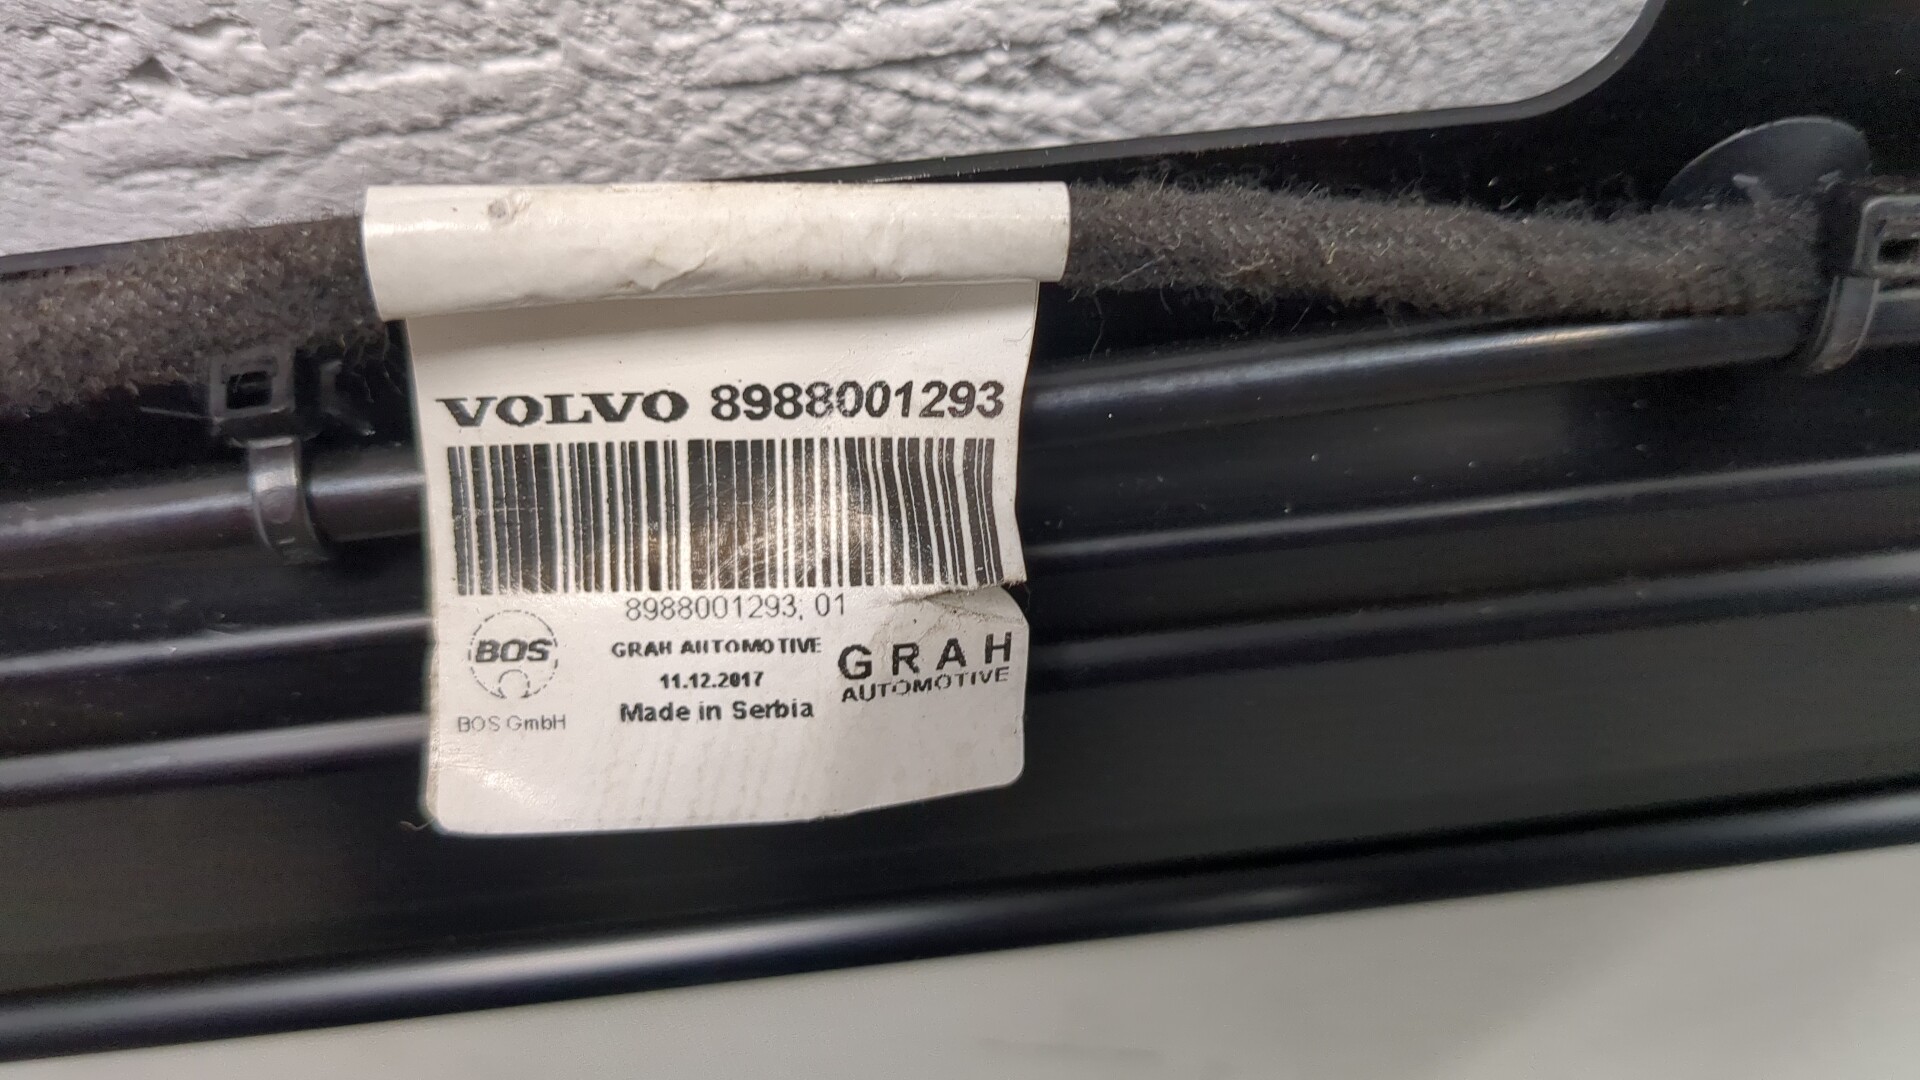 VOLVO 8988001293
8988001293; 01
BOS
BOS GmbH
GRAH AUTOMOTIVE
11.12.2017
Made in Serbia
GRAH
AUTOMOTIVE